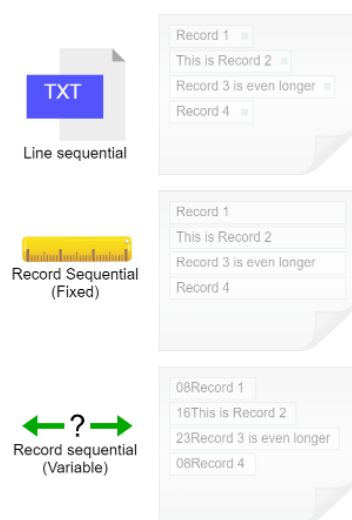 Record 1
This is Record 2
TXT
Record 3 is even longer
Record 4
Line sequential
Record 1
This is Record 2
Record 3 is even longer
Record Sequential
(Fixed)
Record 4
08Record 1
16This is Record 2
?
23Record 3 is even longer
Record sequential
(Variable)
08Record 4